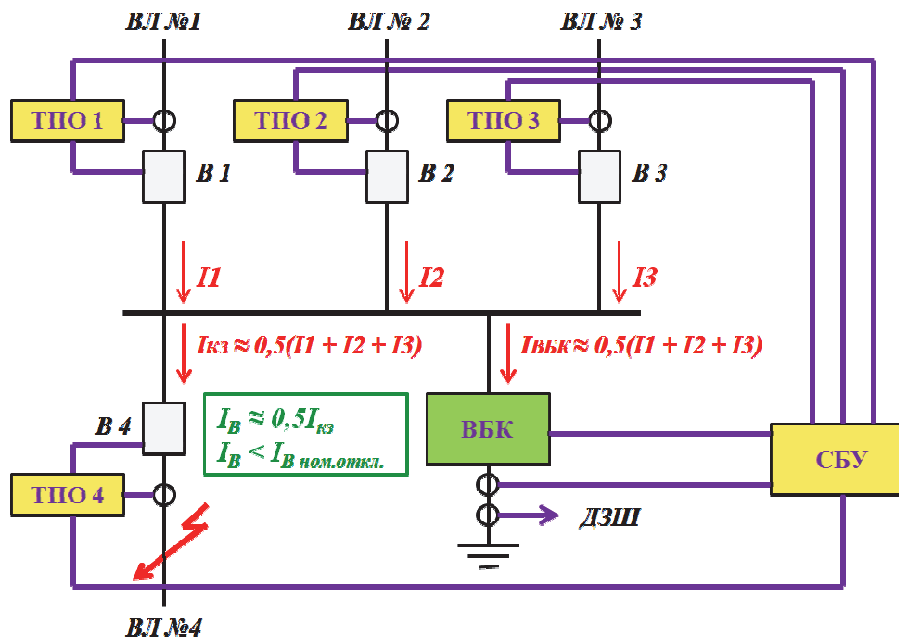 ВЛ №1
ВЛ № 2
ВЛ № 3
ТПО 1
ТПО 2
ТПО 3
В 1
В 2
В 3
I1
I2
I3
Iкз ≈ 0,5(I1 + I2 + I3)
Iвьк ≈ 0,5(I1 + I2 + I3)
В 4
IВ ≈ 0,5Iкз
IВ < IВ ном.откл.
ВБК
СБУ
ТПО 4
ДЗШ
ВЛ №4